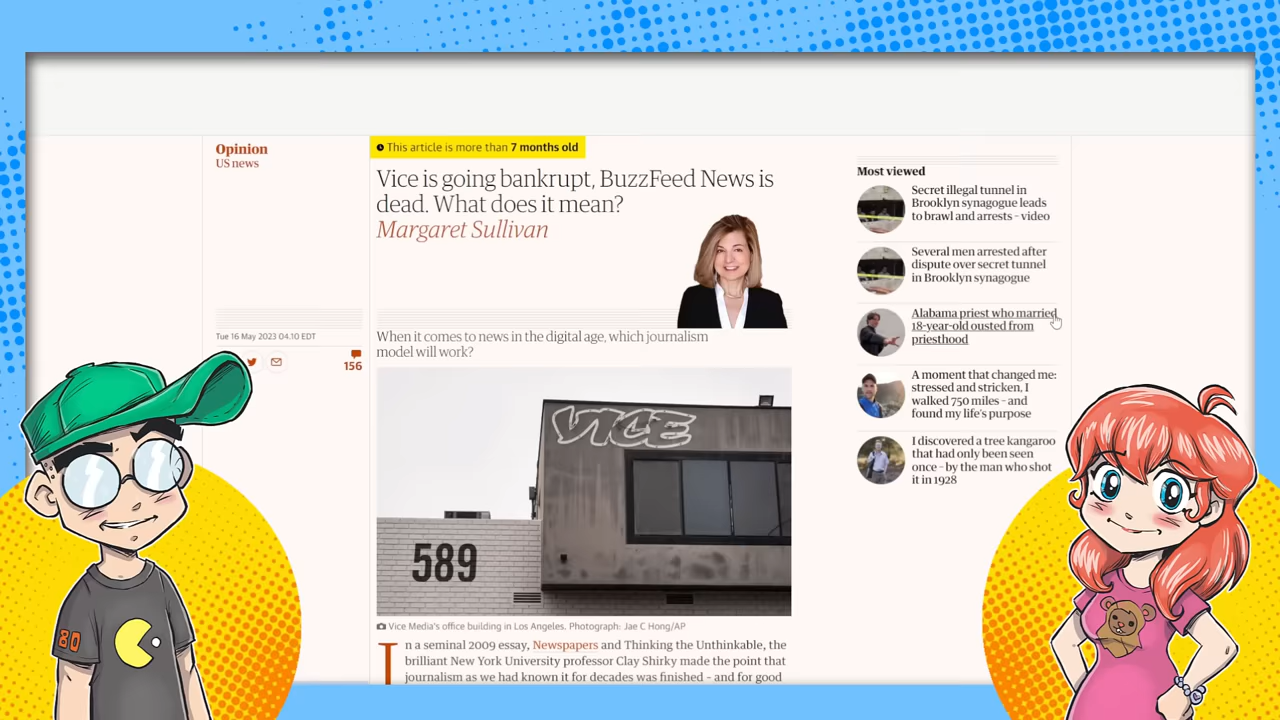 Opinion
US news
This article is more than 7 months old
Vice is going bankrupt, BuzzFeed News is
dead. What does it mean?
Margaret Sullivan
Tue 16 May 2023 04.10 EDT
156
When it comes to news in the digital age, which journalism
model will work?
VICE
589
Vice Media's office building in Los Angeles. Photograph: Jae C Hong/AP
In a seminal 2009 essay, Newspapers and Thinking the Unthinkable, the
brilliant New York University professor Clay Shirky made the point that
journalism as we had known it for decades was finished – and for good
Most viewed
Secret illegal tunnel in
Brooklyn synagogue leads
to brawl and arrests – video
Several men arrested after
dispute over secret tunnel
in Brooklyn synagogue
Alabama priest who married
18-year-old ousted from
priesthood
A moment that changed me:
stressed and stricken, I
walked 750 miles – and
found my life's purpose
I discovered a tree kangaroo
that had only been seen
once – by the man who shot
it in 1928
80